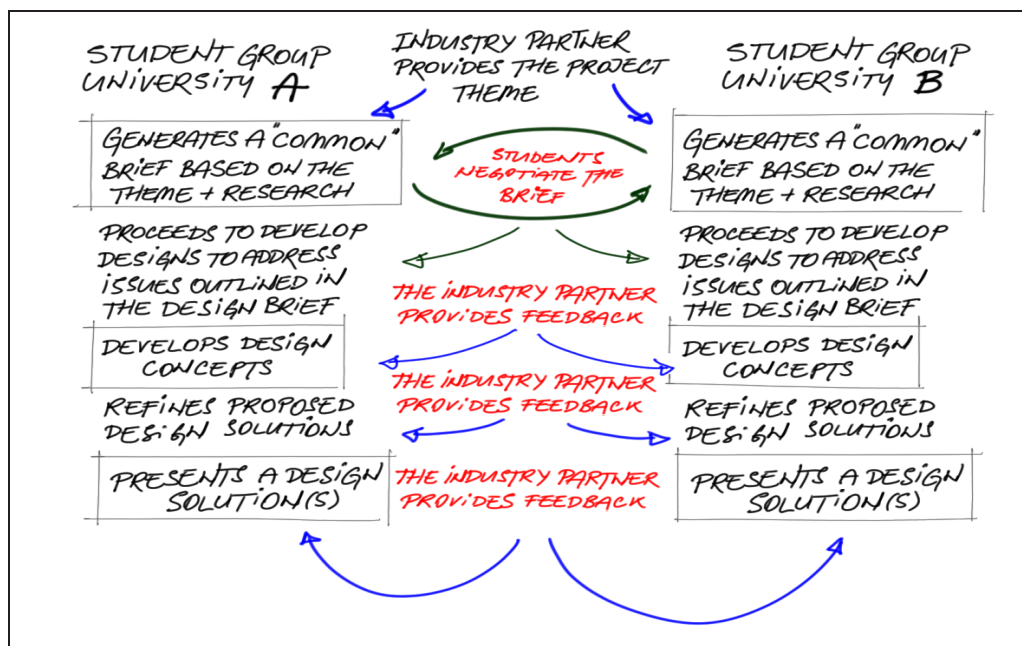 STUDENT GROUP
UNIVERSITY A
INDUSTRY PARTNER
PROVIDES THE PROJECT
THEME
STUDENT GROUP
UNIVERSITY B
GENERATES A "COMMON"
BRIEF BASED ON THE
THEME + RESEARCH
STUDENTS
NEGOTIATE THE
BRIEF
GENERATES A "COMMON"
BRIEF BASED ON THE
THEME + RESEARCH
PROCEEDS TO DEVELOP
DESIGNS TO ADDRESS
ISSUES OUTLINED IN
THE DESIGN BRIEF
THE INDUSTRY PARTNER
PROVIDES FEEDBACK
PROCEEDS TO DEVELOP
DESIGNS TO ADDRESS
ISSUES OUTLINED IN
THE DESIGN BRIEF
DEVELOPS DESIGN
CONCEPTS
THE INDUSTRY PARTNER
PROVIDES FEEDBACK
DEVELOPS DESIGN
CONCEPTS
REFINES PROPOSED
DESIGN SOLUTIONS
REFINES PROPOSED
DESIGN SOLUTIONS
PRESENTS A DESIGN
SOLUTION(S)
THE INDUSTRY PARTNER
PROVIDES FEEDBACK
PRESENTS A DESIGN
SOLUTION(S)